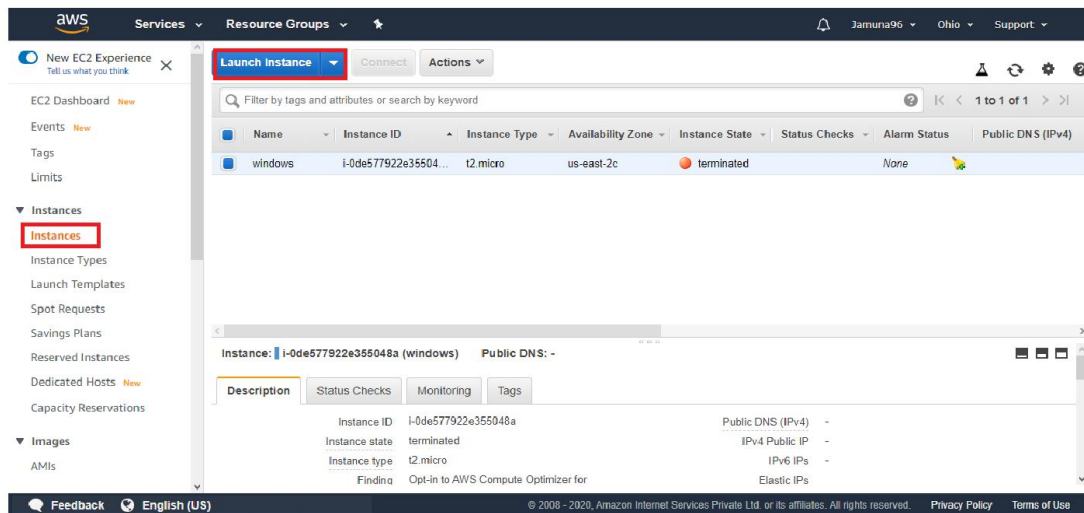 aws Services Resource Groups Jamuna96 Ohio Support
New EC2 Experience
Tell us what you think
EC2 Dashboard New
Events New
Tags
Limits
Instances
Instances
Instance Types
Launch Templates
Spot Requests
Savings Plans
Reserved Instances
Dedicated Hosts New
Capacity Reservations
Images
AMIs
Launch Instance Connect Actions
Filter by tags and attributes or search by keyword 1 to 1 of 1
Name Instance ID Instance Type Availability Zone Instance State Status Checks Alarm Status Public DNS (IPv4)
windows i-0de577922e35504... t2.micro us-east-2c terminated None
Instance: i-0de577922e355048a (windows) Public DNS: -
Description Status Checks Monitoring Tags
Instance ID i-0de577922e355048a Public DNS (IPv4) -
Instance state terminated IPv4 Public IP -
Instance type t2.micro IPv6 IPs -
Finding Opt-in to AWS Compute Optimizer for Elastic IPs
Feedback English (US) © 2008 - 2020, Amazon Internet Services Private Ltd. or its affiliates. All rights reserved. Privacy Policy Terms of Use